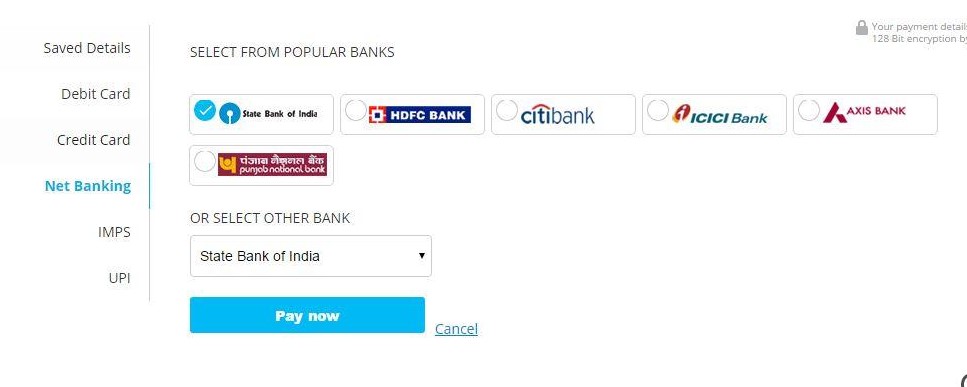 Saved Details
Debit Card
Credit Card
Net Banking
IMPS
UPI
Your payment detail
128 Bit encryption by
SELECT FROM POPULAR BANKS
State Bank of India
HDFC BANK
citibank
ICICI Bank
AXIS BANK
पंजाब नैशनल बैंक
punjab national bank
OR SELECT OTHER BANK
State Bank of India
Pay now
Cancel